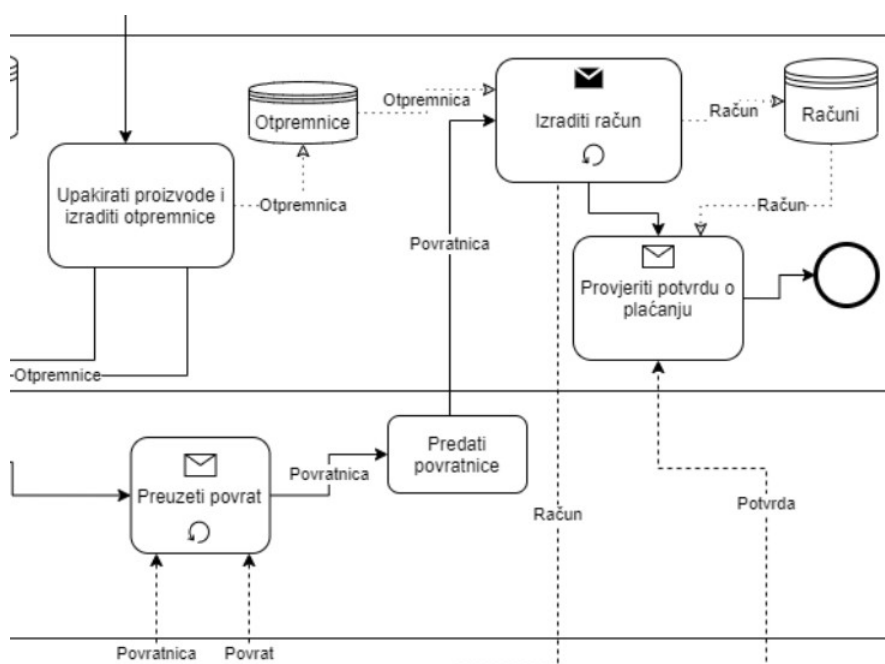 Otpremnice
Otpremnica
Izraditi račun
Račun
Računi
Upakirati proizvode i
izraditi otpremnice
Otpremnica
Račun
Povratnica
Provjeriti potvrdu o
plaćanju
Otpremnice
Predati
povratnice
Povratnica
Preuzeti povrat
Račun
Potvrda
Povratnica
Povrat